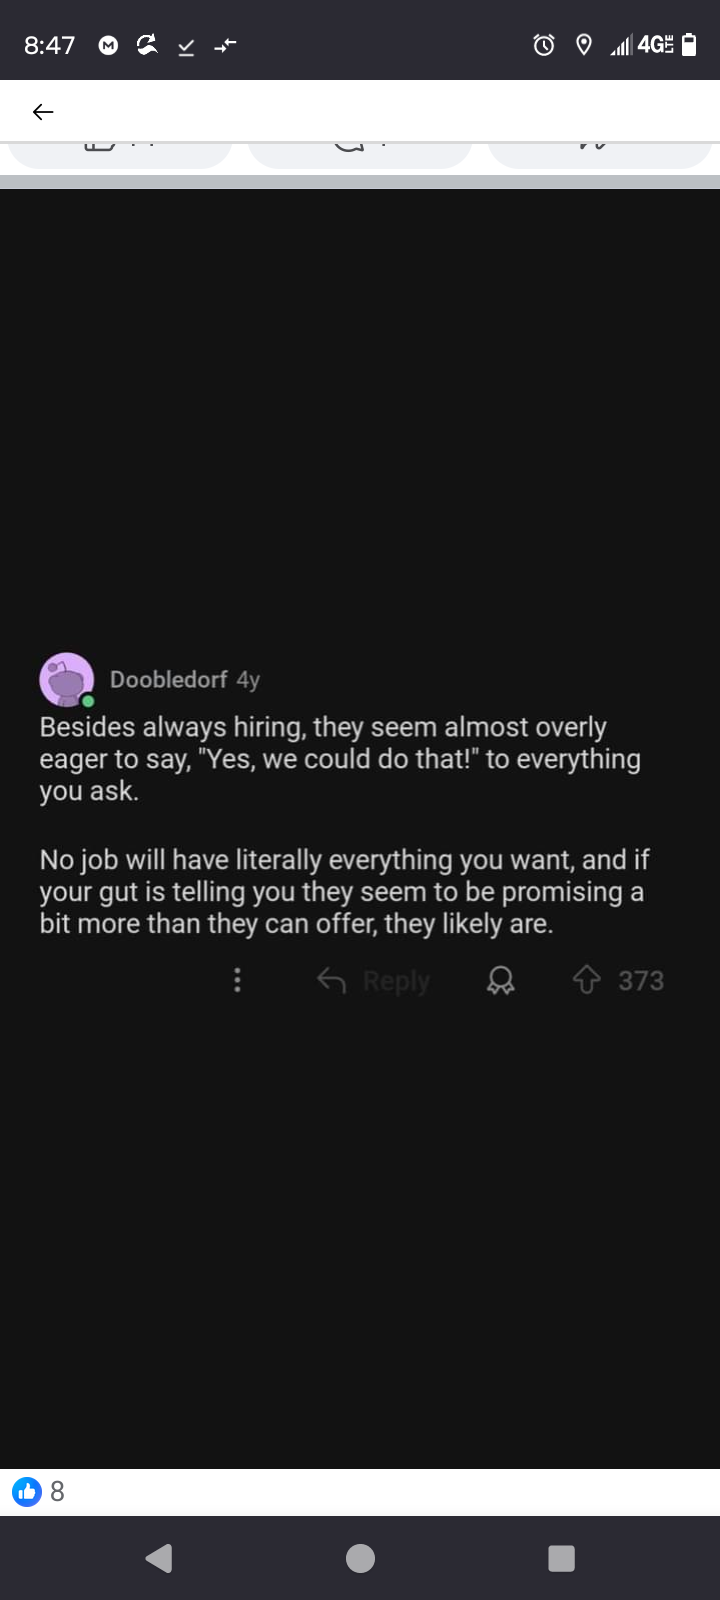 8:47
4G LTE
Doobledorf 4y
Besides always hiring, they seem almost overly
eager to say, "Yes, we could do that!" to everything
you ask.
No job will have literally everything you want, and if
your gut is telling you they seem to be promising a
bit more than they can offer, they likely are.
Reply
373
8